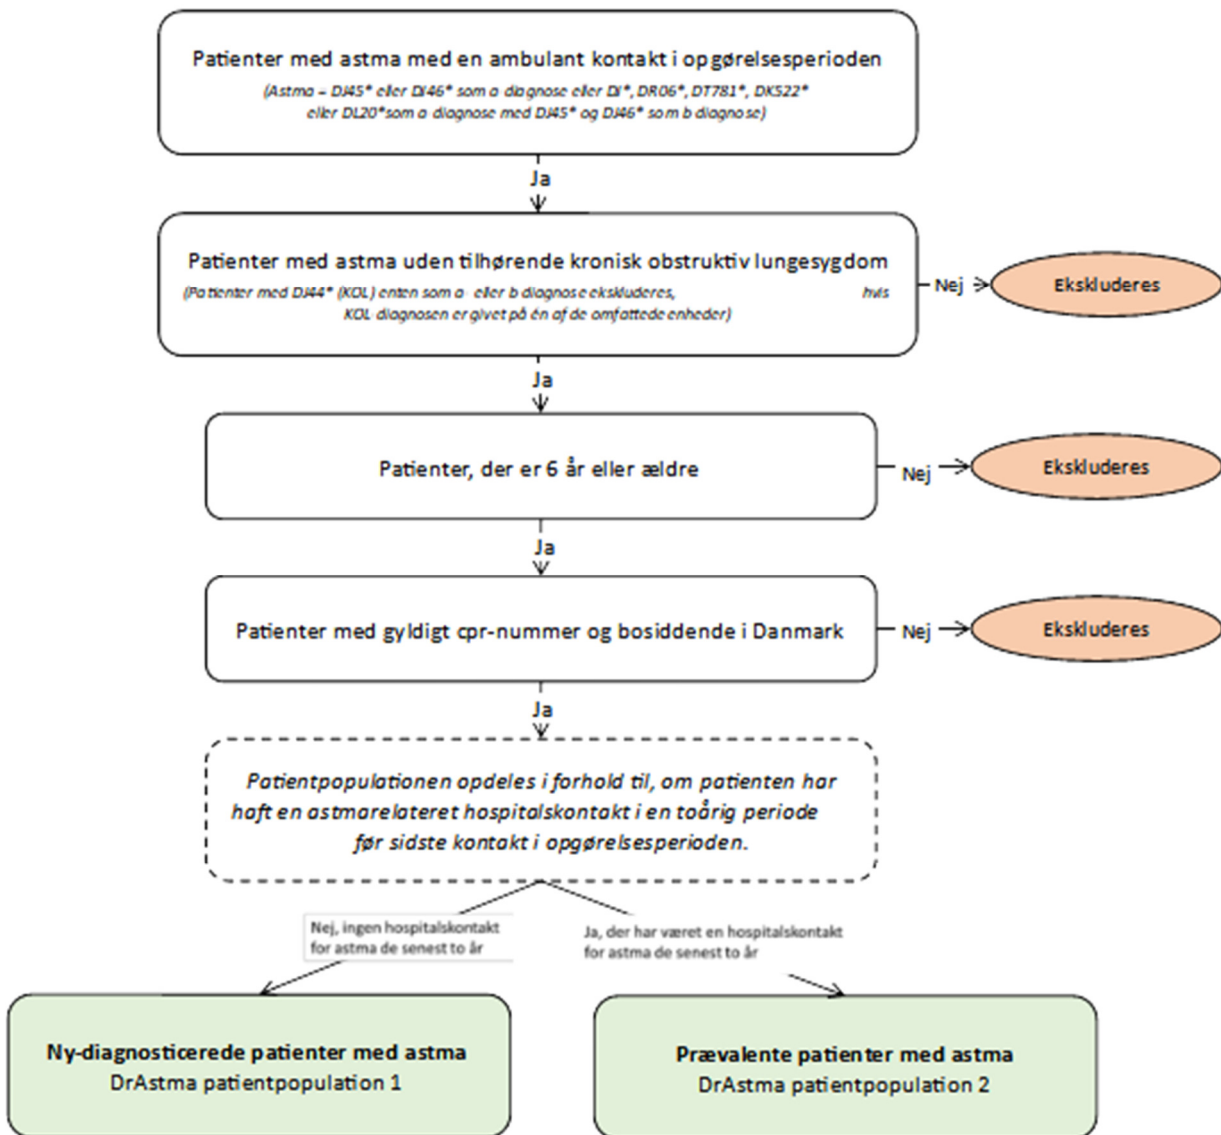 Patienter med astma med en ambulant kontakt i opgørelsesperioden
(Astma – DJ45* eller DJ46* som a diagnose eller DJ*, DR06*, DT781*, DK522*
eller DL20*som a diagnose med DJ45* og DJ46* som b diagnose)
Ja
Patienter med astma uden tilhørende kronisk obstruktiv lungesygdom
(Patienter med DJ44* (KOL) enten som a- eller b diagnose ekskluderes, hvis
KOL diagnosen er givet på én af de omfattede enheder)
Nej
Ekskluderes
Ja
Patienter, der er 6 år eller ældre
Nej
Ekskluderes
Ja
Patienter med gyldigt cpr-nummer og bosiddende i Danmark
Nej
Ekskluderes
Ja
Patientpopulationen opdeles i forhold til, om patienten har
haft en astmarelateret hospitalskontakt i en toårig periode
før sidste kontakt i opgørelsesperioden.
Nej, ingen hospitalskontakt
for astma de senest to år
Ja, der har været en hospitalskontakt
for astma de senest to år
Ny-diagnosticerede patienter med astma
DrAstma patientpopulation 1
Prævalente patienter med astma
DrAstma patientpopulation 2